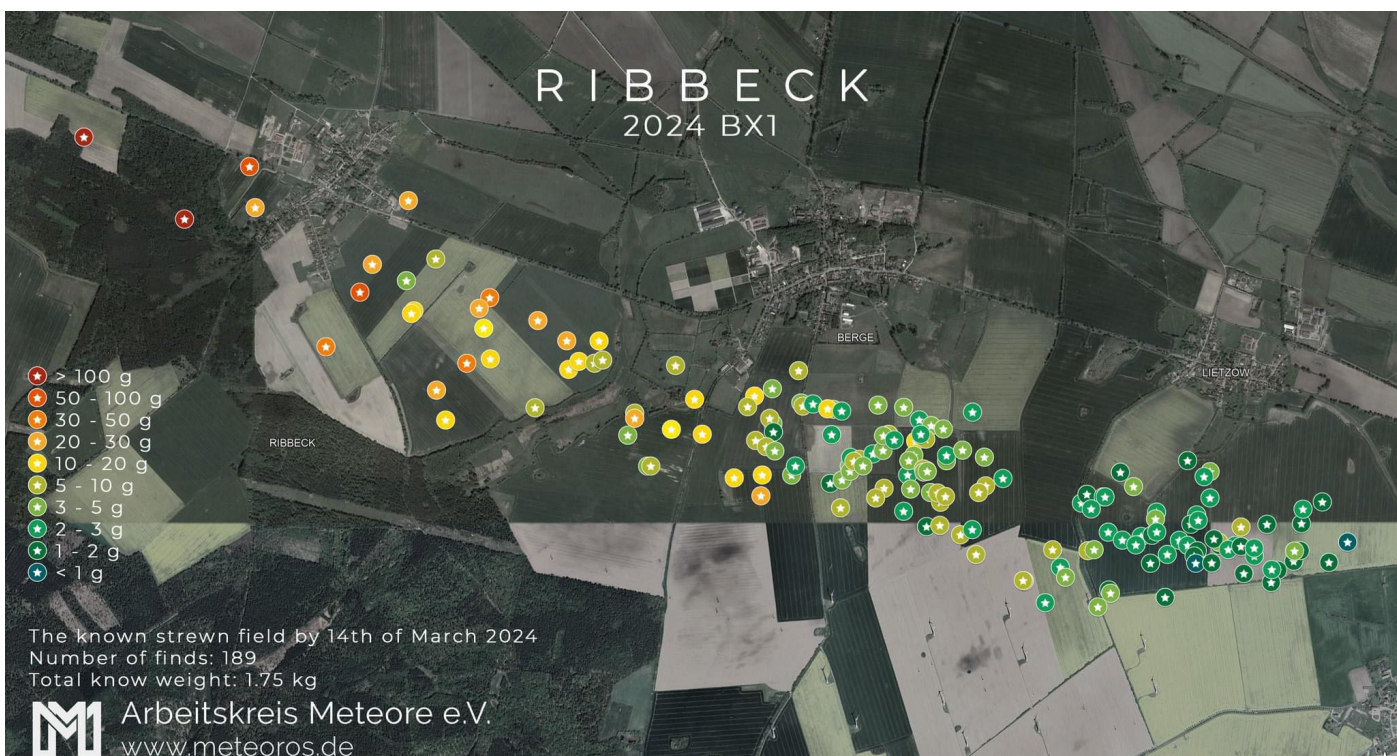 RIBBECK
2024 BX1
BERGE
LIETZOW
> 100 g
50 - 100 g
30 - 50 g
20 - 30 g
10 - 20 g
5 - 10 g
3 - 5 g
2 - 3 g
1 - 2 g
< 1 g
RIBBECK
The known strewn field by 14th of March 2024
Number of finds: 189
Total know weight: 1.75 kg
Arbeitskreis Meteore e.V.
www.meteoros.de